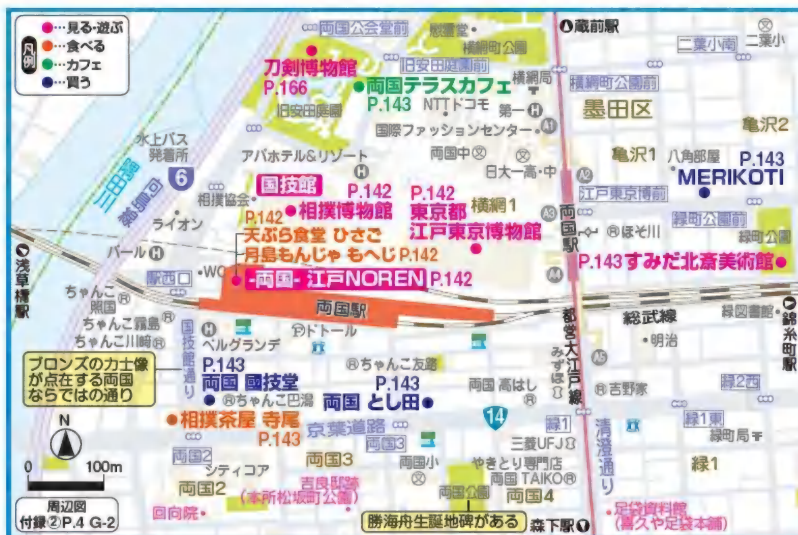 凡例
●…見る・遊ぶ
●…食べる
●…カフェ
●…買う
両国公会堂前
慰霊堂
横網町公園
蔵前駅
二葉小南
二葉小
刀剣博物館
P.166
旧安田庭園前
両国テラスカフェ
P.143
横網局
NTTドコモ
第一
旧安田庭園
国際ファッションセンター
A1
横網町公園前
墨田区
亀沢2
亀沢1
水上バス
発着所
アパホテル&リゾート
両国中
日大一高・中
A2
八角部屋
P.143
MERIKOTI
江戸東京博前
隅田川
向島線
6
国技館
P.142
相撲協会
相撲博物館
P.142
東京都
江戸東京博物館
横網1
A3
両国駅
ほそ川
緑町公園前
緑町公園
ライオン
P.142
天ぷら食堂 ひさご
月島もんじゃ もへじ P.142
パール
WC
駅西口
-両国- 江戸NOREN P.142
A4
P.143 すみだ北斎美術館
浅草橋駅
両国駅
総武線
錦糸町駅
ちゃんこ
照国
ちゃんこ霧島
ちゃんこ川崎
国技館通り
ベルグランデ
ドトール
都営大江戸線
みずほ
明治
緑図書館
A5
ブロンズの力士像
が点在する両国
ならではの通り
P.143
両国 國技堂
ちゃんこ友路
P.143
両国 とし田
ちゃんこ巴潟
両国 高はし
吉野家
緑2西
相撲茶屋 寺尾
P.143
京葉道路
両国3
14
緑1
清澄通り
緑1東
緑町局
三菱UFJ
N
0 100m
両国2
シティコア
両国2
両国3
両国小
やきとり専門店
両国 TAIKO
緑1
吉良邸跡
(本所松坂町公園)
両国公園
両国4
回向院
周辺図
付録②P.4 G-2
勝海舟生誕地碑がある
森下駅
足袋資料館
(喜久や足袋本舗)